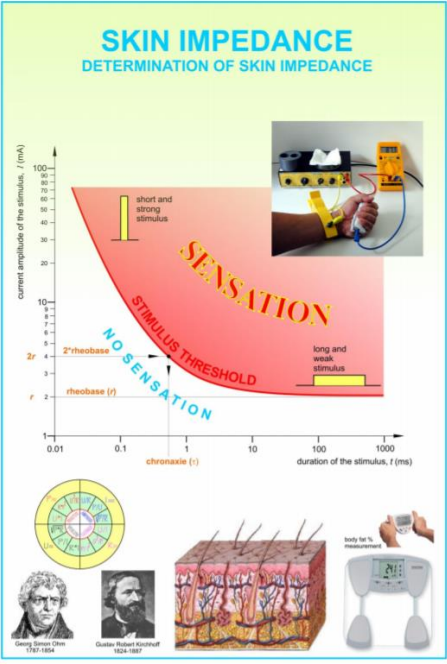 SKIN IMPEDANCE
DETERMINATION OF SKIN IMPEDANCE
current amplitude of the stimulus, I (mA)
100
90
80
70
60
50
40
30
20
10
9
8
7
6
5
4
3
2
1
short and
strong
stimulus
SENSATION
STIMULUS THRESHOLD
NO SENSATION
long and
weak
stimulus
2r
2*rheobase
r
rheobase (r)
0.01
0.1
1
10
100
1000
chronaxie (τ)
duration of the stimulus, t (ms)
body fat %
measurement
Georg Simon Ohm
1787-1854
Gustav Robert Kirchhoff
1824-1887